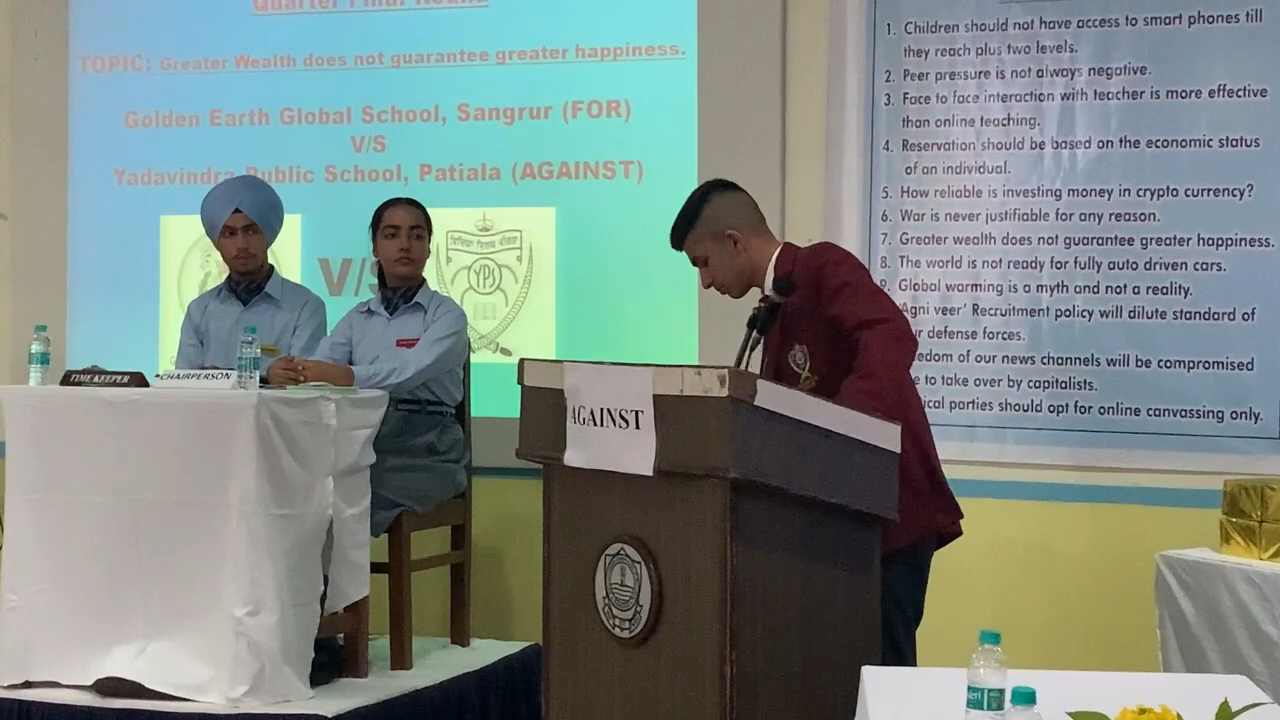 Quarter Final Round
TOPIC: Greater Wealth does not guarantee greater happiness.
Golden Earth Global School, Sangrur (FOR)
V/S
Yadavindra Public School, Patiala (AGAINST)
V/S
YPS
TIME KEEPER
CHAIRPERSON
AGAINST
1. Children should not have access to smart phones till
they reach plus two levels.
2. Peer pressure is not always negative.
3. Face to face interaction with teacher is more effective
than online teaching.
4. Reservation should be based on the economic status
of an individual.
5. How reliable is investing money in crypto currency?
6. War is never justifiable for any reason.
7. Greater wealth does not guarantee greater happiness.
8. The world is not ready for fully auto driven cars.
9. Global warming is a myth and not a reality.
'Agni veer' Recruitment policy will dilute standard of
defense forces.
edom of our news channels will be compromised
e to take over by capitalists.
ical parties should opt for online canvassing only.